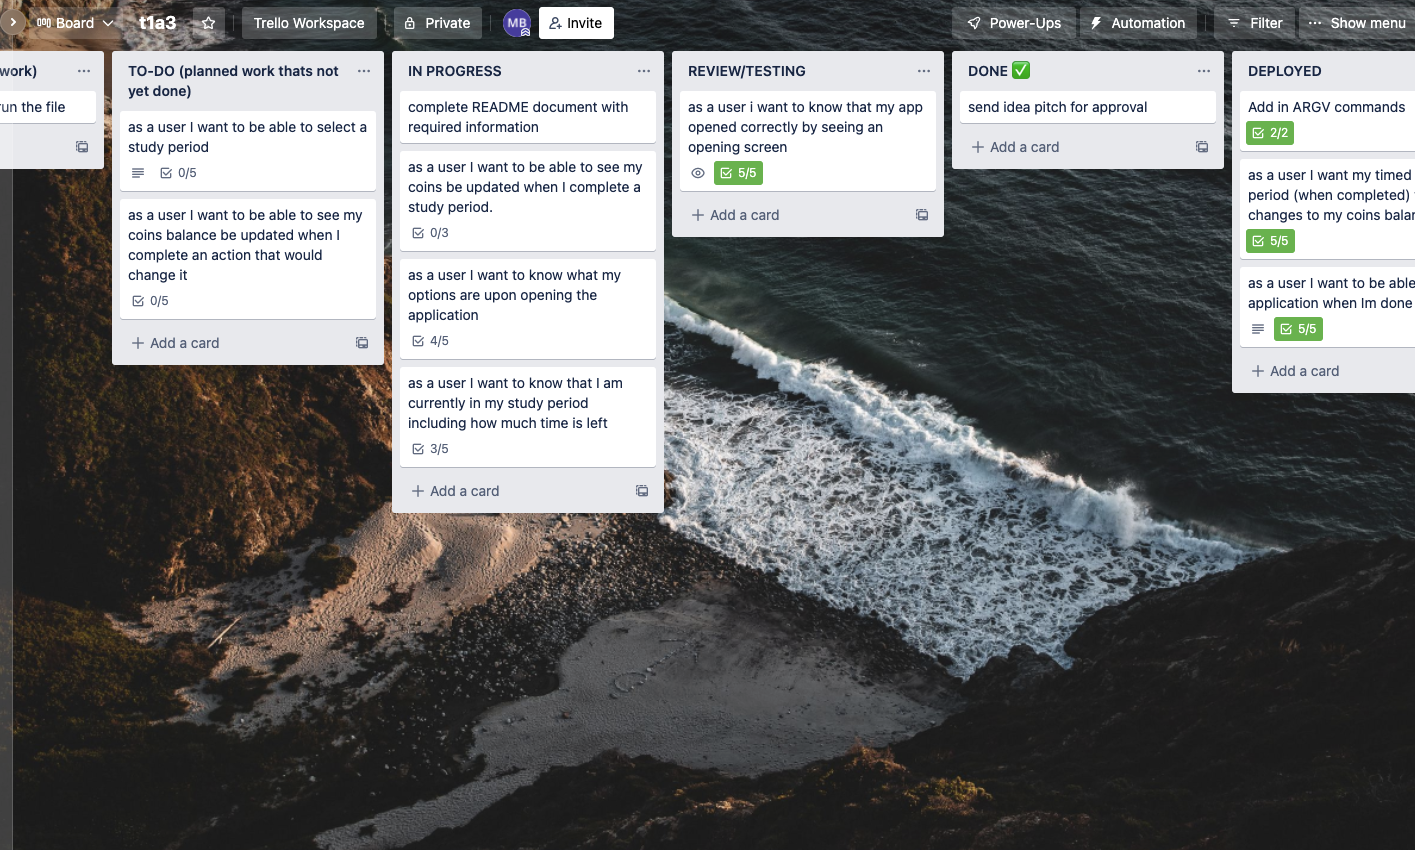 Board
t1a3
Trello Workspace
Private
MB
Invite
Power-Ups
Automation
Filter
Show menu
work)
run the file
TO-DO (planned work thats not
yet done)
as a user I want to be able to select a
study period
0/5
as a user I want to be able to see my
coins balance be updated when I
complete an action that would
change it
0/5
Add a card
IN PROGRESS
complete README document with
required information
as a user I want to be able to see my
coins be updated when I complete a
study period.
0/3
as a user I want to know what my
options are upon opening the
application
4/5
as a user I want to know that I am
currently in my study period
including how much time is left
3/5
Add a card
REVIEW/TESTING
as a user i want to know that my app
opened correctly by seeing an
opening screen
5/5
Add a card
DONE ✅
send idea pitch for approval
Add a card
DEPLOYED
Add in ARGV commands
2/2
as a user I want my timed
period (when completed)
changes to my coins
5/5
as a user I want to be able
application when Im done
5/5
Add a card